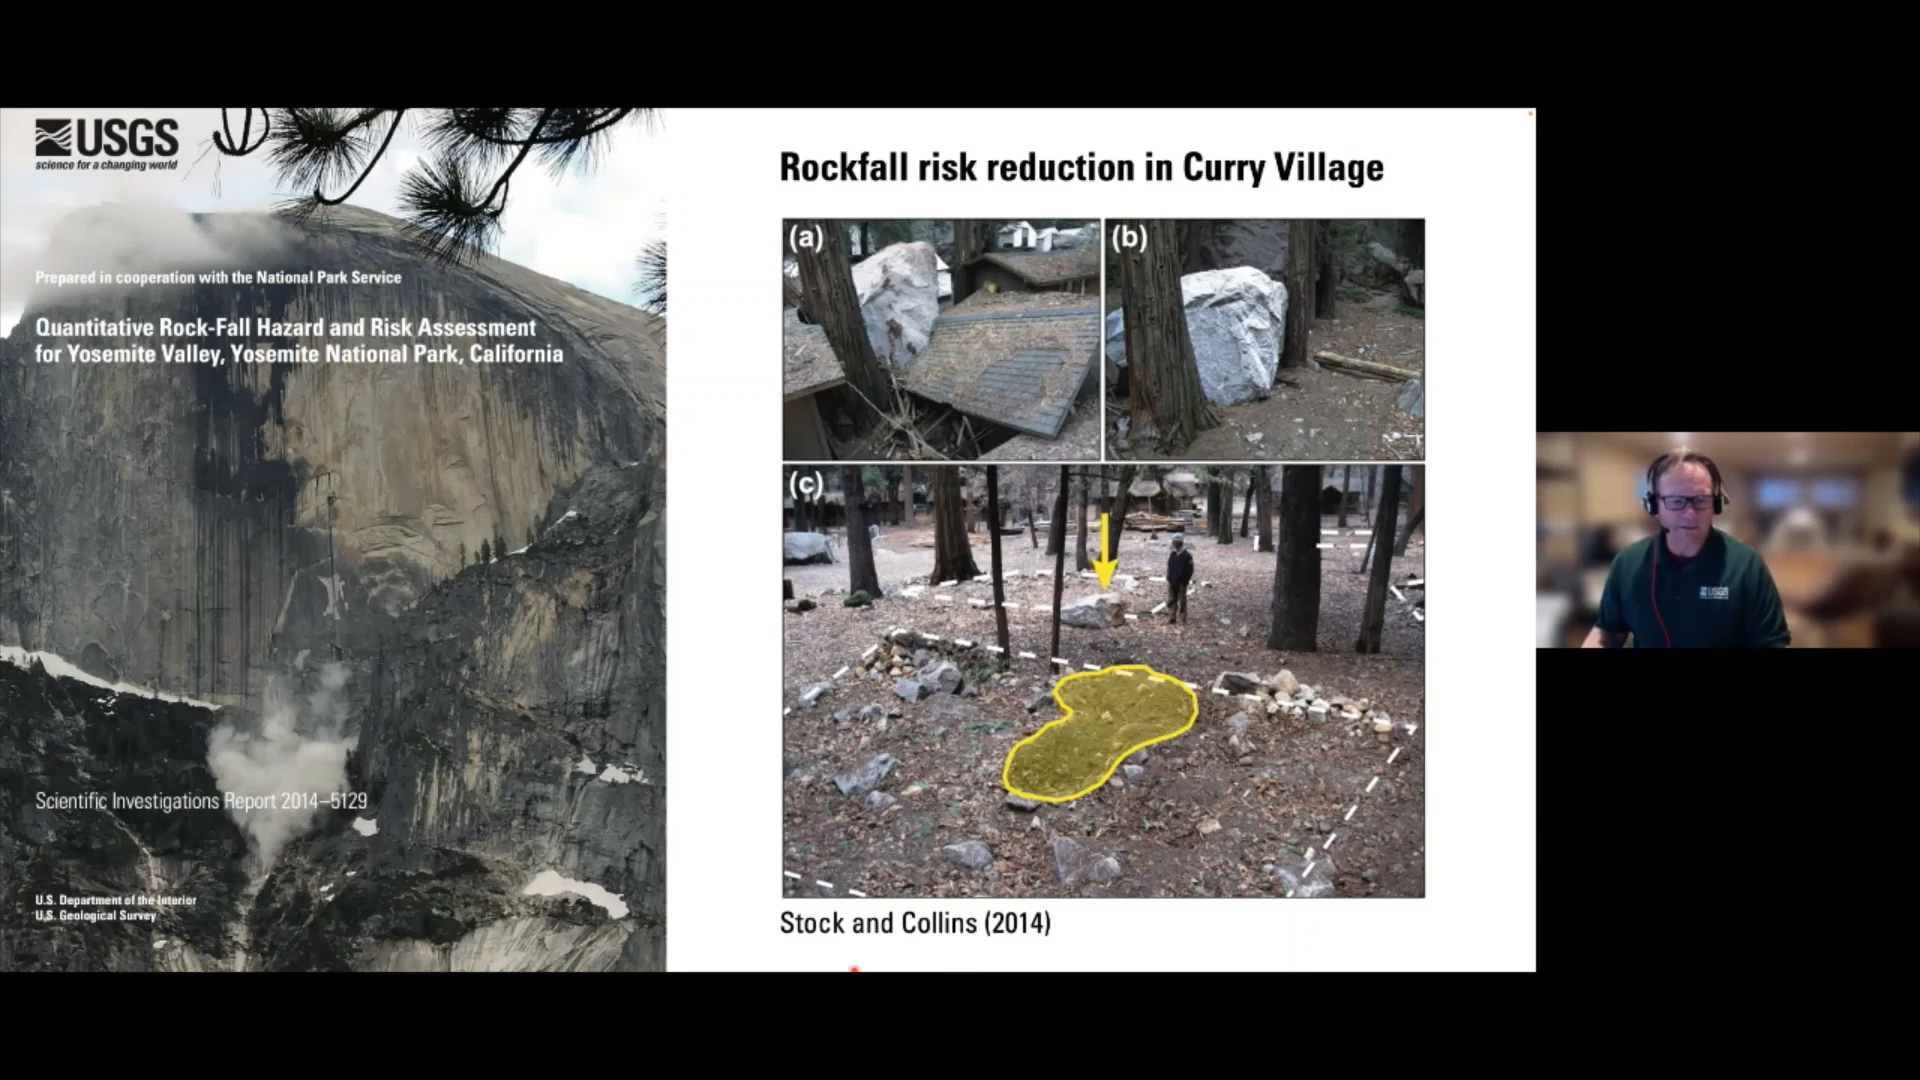 USGS
science for a changing world
Prepared in cooperation with the National Park Service
Quantitative Rock-Fall Hazard and Risk Assessment
for Yosemite Valley, Yosemite National Park, California
Scientific Investigations Report 2014–5129
U.S. Department of the Interior
U.S. Geological Survey
Rockfall risk reduction in Curry Village
(a)
(b)
(c)
Stock and Collins (2014)
USGS